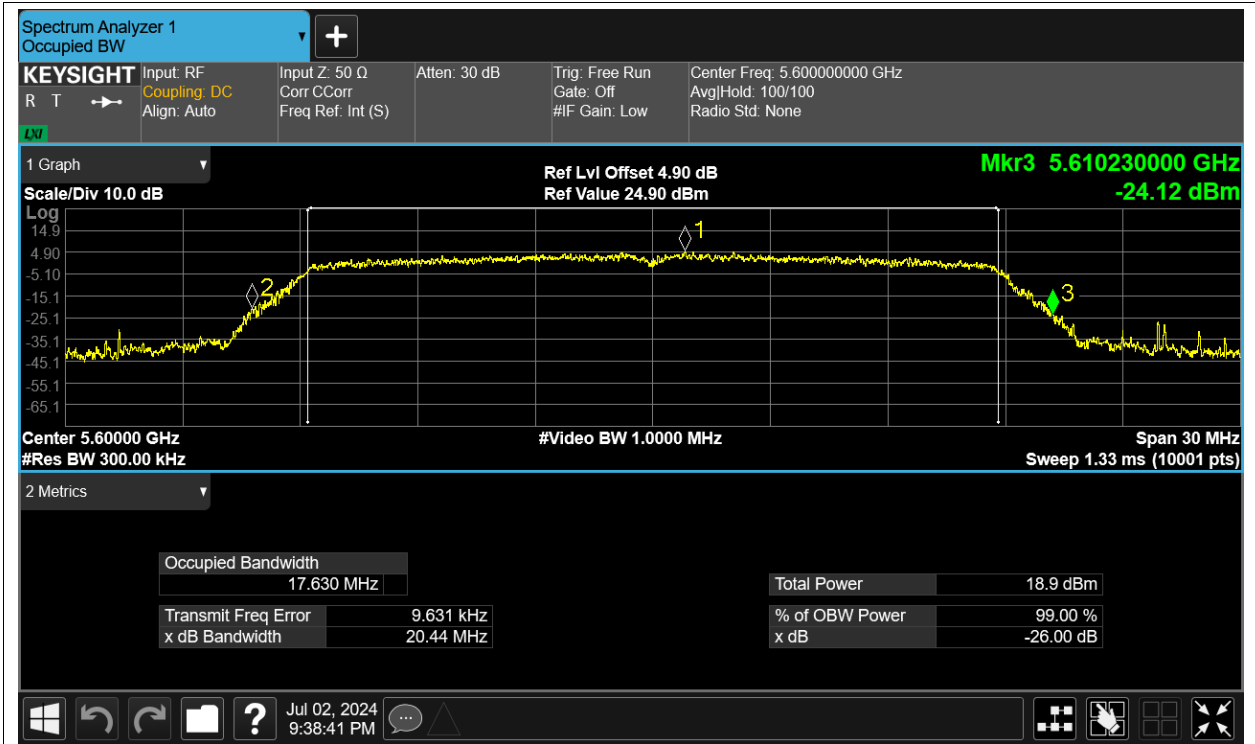 Spectrum Analyzer 1
Occupied BW
+
KEYSIGHT
R T
LXI
Input: RF
Coupling: DC
Align: Auto
Input Z: 50 Ω
Corr CCorr
Freq Ref: Int (S)
Atten: 30 dB
Trig: Free Run
Gate: Off
#IF Gain: Low
Center Freq: 5.600000000 GHz
Avg|Hold: 100/100
Radio Std: None
1 Graph
Scale/Div 10.0 dB
Ref Lvl Offset 4.90 dB
Ref Value 24.90 dBm
Mkr3 5.610230000 GHz
-24.12 dBm
Log
14.9
4.90
-5.10
-15.1
-25.1
-35.1
-45.1
-55.1
-65.1
1
2
3
Center 5.60000 GHz
#Video BW 1.0000 MHz
Span 30 MHz
#Res BW 300.00 kHz
Sweep 1.33 ms (10001 pts)
2 Metrics
Occupied Bandwidth
17.630 MHz
Total Power 18.9 dBm
Transmit Freq Error 9.631 kHz
% of OBW Power 99.00 %
x dB Bandwidth 20.44 MHz
x dB -26.00 dB
?
Jul 02, 2024
9:38:41 PM